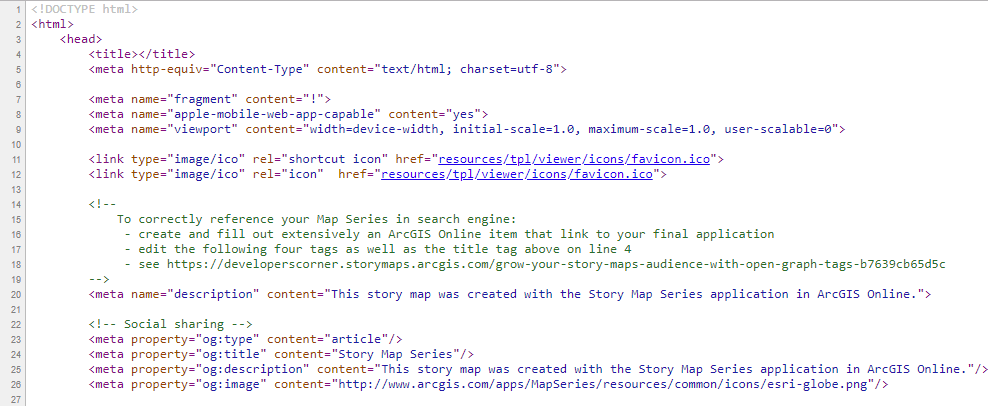 1 <!DOCTYPE html>
2 <html>
3 <head>
4 <title></title>
5 <meta http-equiv="Content-Type" content="text/html; charset=utf-8">
6
7 <meta name="fragment" content="!">
8 <meta name="apple-mobile-web-app-capable" content="yes">
9 <meta name="viewport" content="width=device-width, initial-scale=1.0, maximum-scale=1.0, user-scalable=0">
10
11 <link type="image/ico" rel="shortcut icon" href="resources/tpl/viewer/icons/favicon.ico">
12 <link type="image/ico" rel="icon"  href="resources/tpl/viewer/icons/favicon.ico">
13
14 <!--
15 To correctly reference your Map Series in search engine:
16 - create and fill out extensively an ArcGIS Online item that link to your final application
17 - edit the following four tags as well as the title tag above on line 4
18 - see https://developerscorner.storymaps.arcgis.com/grow-your-story-maps-audience-with-open-graph-tags-b7639cb65d5c
19 -->
20 <meta name="description" content="This story map was created with the Story Map Series application in ArcGIS Online.">
21
22 <!-- Social sharing -->
23 <meta property="og:type" content="article"/>
24 <meta property="og:title" content="Story Map Series"/>
25 <meta property="og:description" content="This story map was created with the Story Map Series application in ArcGIS Online."/>
26 <meta property="og:image" content="http://www.arcgis.com/apps/MapSeries/resources/common/icons/esri-globe.png"/>
27